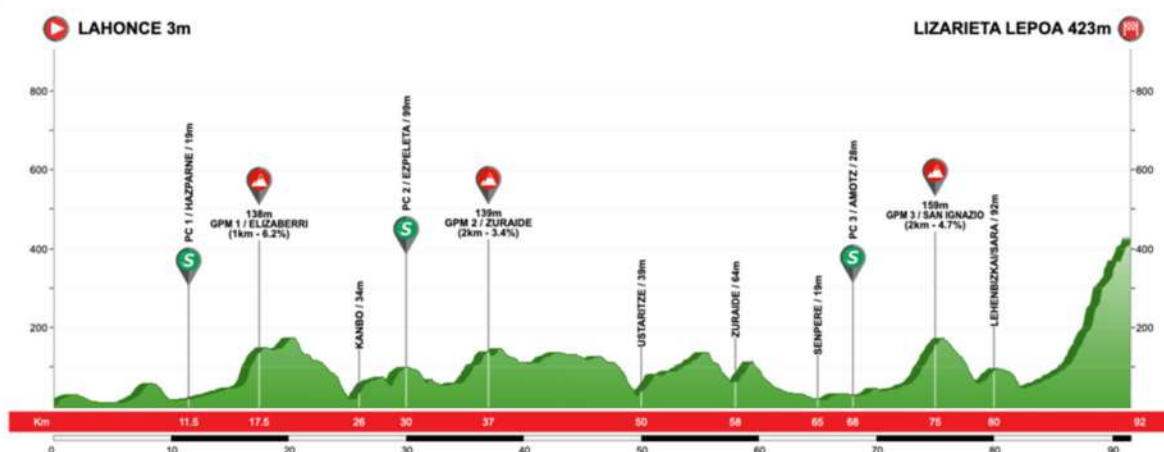 LAHONCE 3m
LIZARIETA LEPOA 423m
800
600
400
200
800
600
400
200
PC 1 / HAZPARNE / 19m
S
138m
GPM 1 / ELIZABERRI
(1km - 6.2%)
KANBO / 34m
PC 2 / EZPELETA / 99m
S
139m
GPM 2 / ZURAIDE
(2km - 3.4%)
USTARITZE / 39m
ZURAIDE / 64m
SENPERE / 19m
PC 3 / AMOTZ / 28m
S
159m
GPM 3 / SAN IGNAZIO
(2km - 4.7%)
LEHENBIZKAI/SARA / 92m
Km 11.5 17.5 26 30 37 50 58 65 68 75 80 92
0 10 20 30 40 50 60 70 80 90